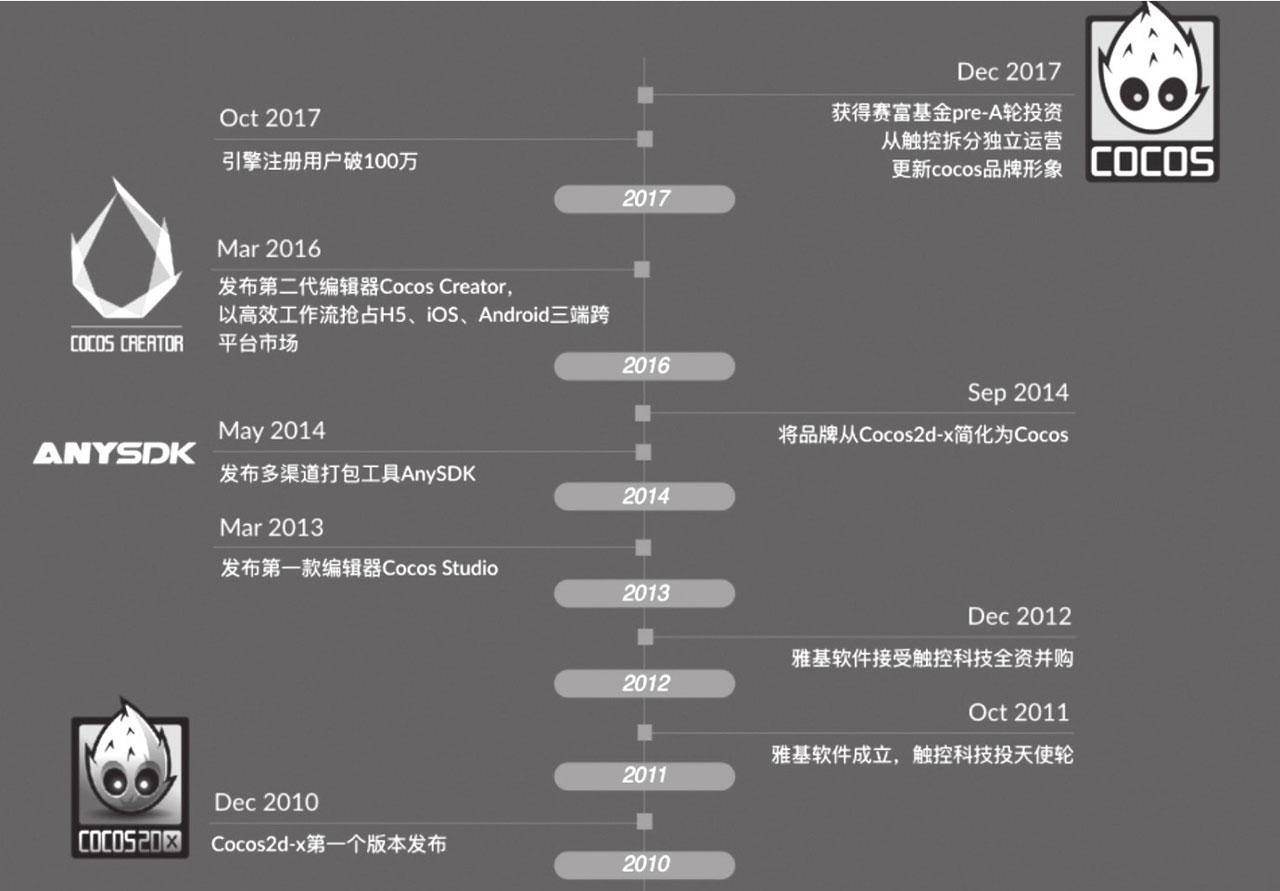 Dec 2017
获得赛富基金pre-A轮投资
从触控拆分独立运营
更新cocos品牌形象
COCOS
Oct 2017
引擎注册用户破100万
2017
Mar 2016
发布第二代编辑器Cocos Creator，
以高效工作流抢占H5、iOS、Android三端跨
平台市场
COCOS CREATOR
2016
Sep 2014
将品牌从Cocos2d-x简化为Cocos
May 2014
ANYSDK
发布多渠道打包工具AnySDK
2014
Mar 2013
发布第一款编辑器Cocos Studio
2013
Dec 2012
雅基软件接受触控科技全资并购
2012
Oct 2011
雅基软件成立，触控科技投天使轮
2011
Dec 2010
COCOS2DX
Cocos2d-x第一个版本发布
2010